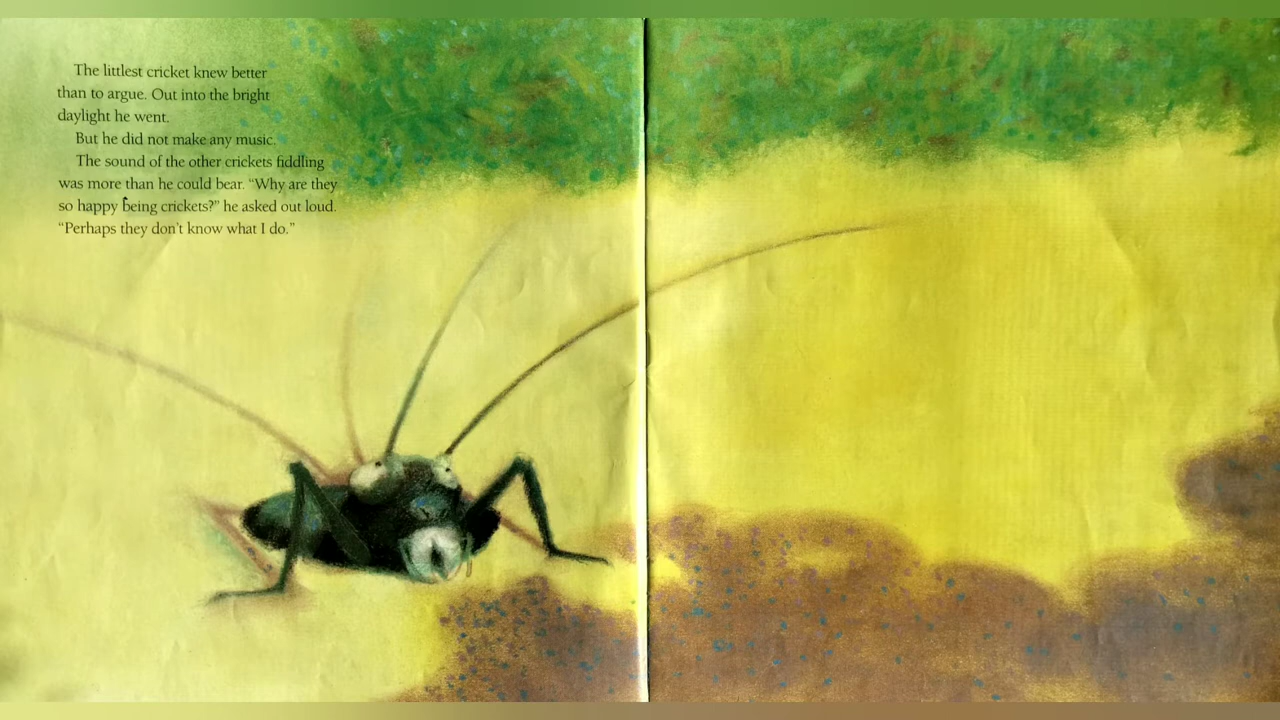 The littlest cricket knew better
than to argue. Out into the bright
daylight he went.
But he did not make any music.
The sound of the other crickets fiddling
was more than he could bear. “Why are they
so happy being crickets?” he asked out loud.
“Perhaps they don’t know what I do.”